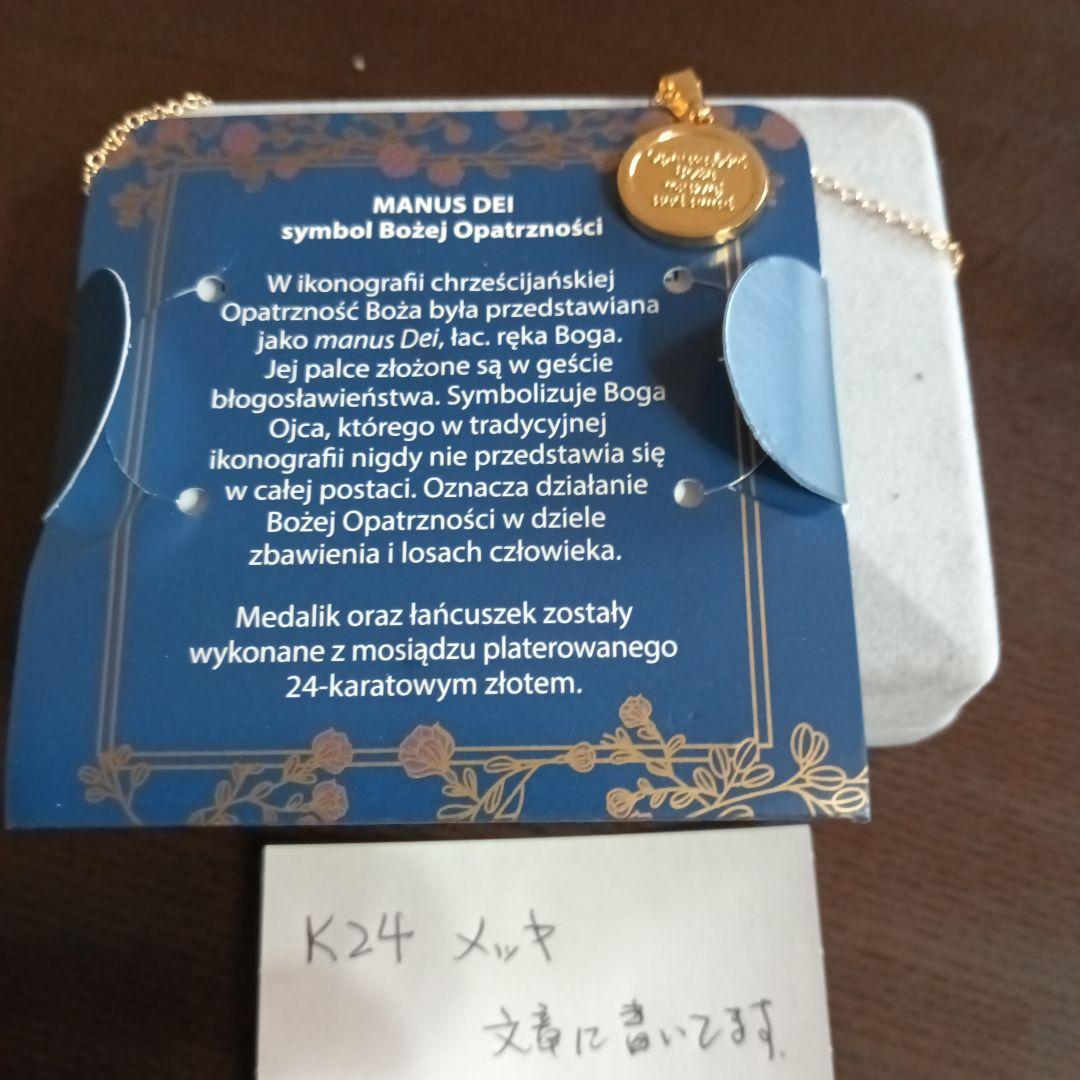 MANUS DEI
symbol Bożej Opatrzności
W ikonografii chrześcijańskiej
Opatrzność Boża była przedstawiana
jako manus Dei, łac. ręka Boga.
Jej palce złożone są w geście
błogosławieństwa. Symbolizuje Boga
Ojca, którego w tradycyjnej
ikonografii nigdy nie przedstawia się
w całej postaci. Oznacza działanie
Bożej Opatrzności w dziele
zbawienia i losach człowieka.
Medalik oraz łańcuszek zostały
wykonane z mosiądzu platerowanego
24-karatowym złotem.
K24 メッキ
文章に書いてます.